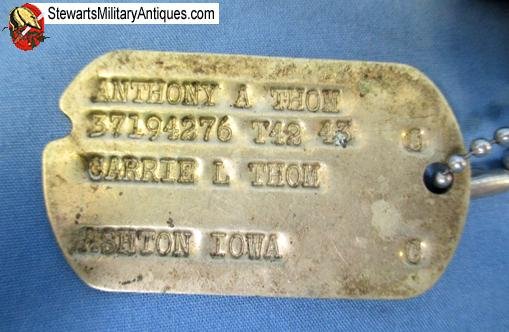 StewartsMilitaryAntiques.com
ANTHONY A THOM
37194276 T42 43 G
CARRIE L THOM
ASHTON IOWA C